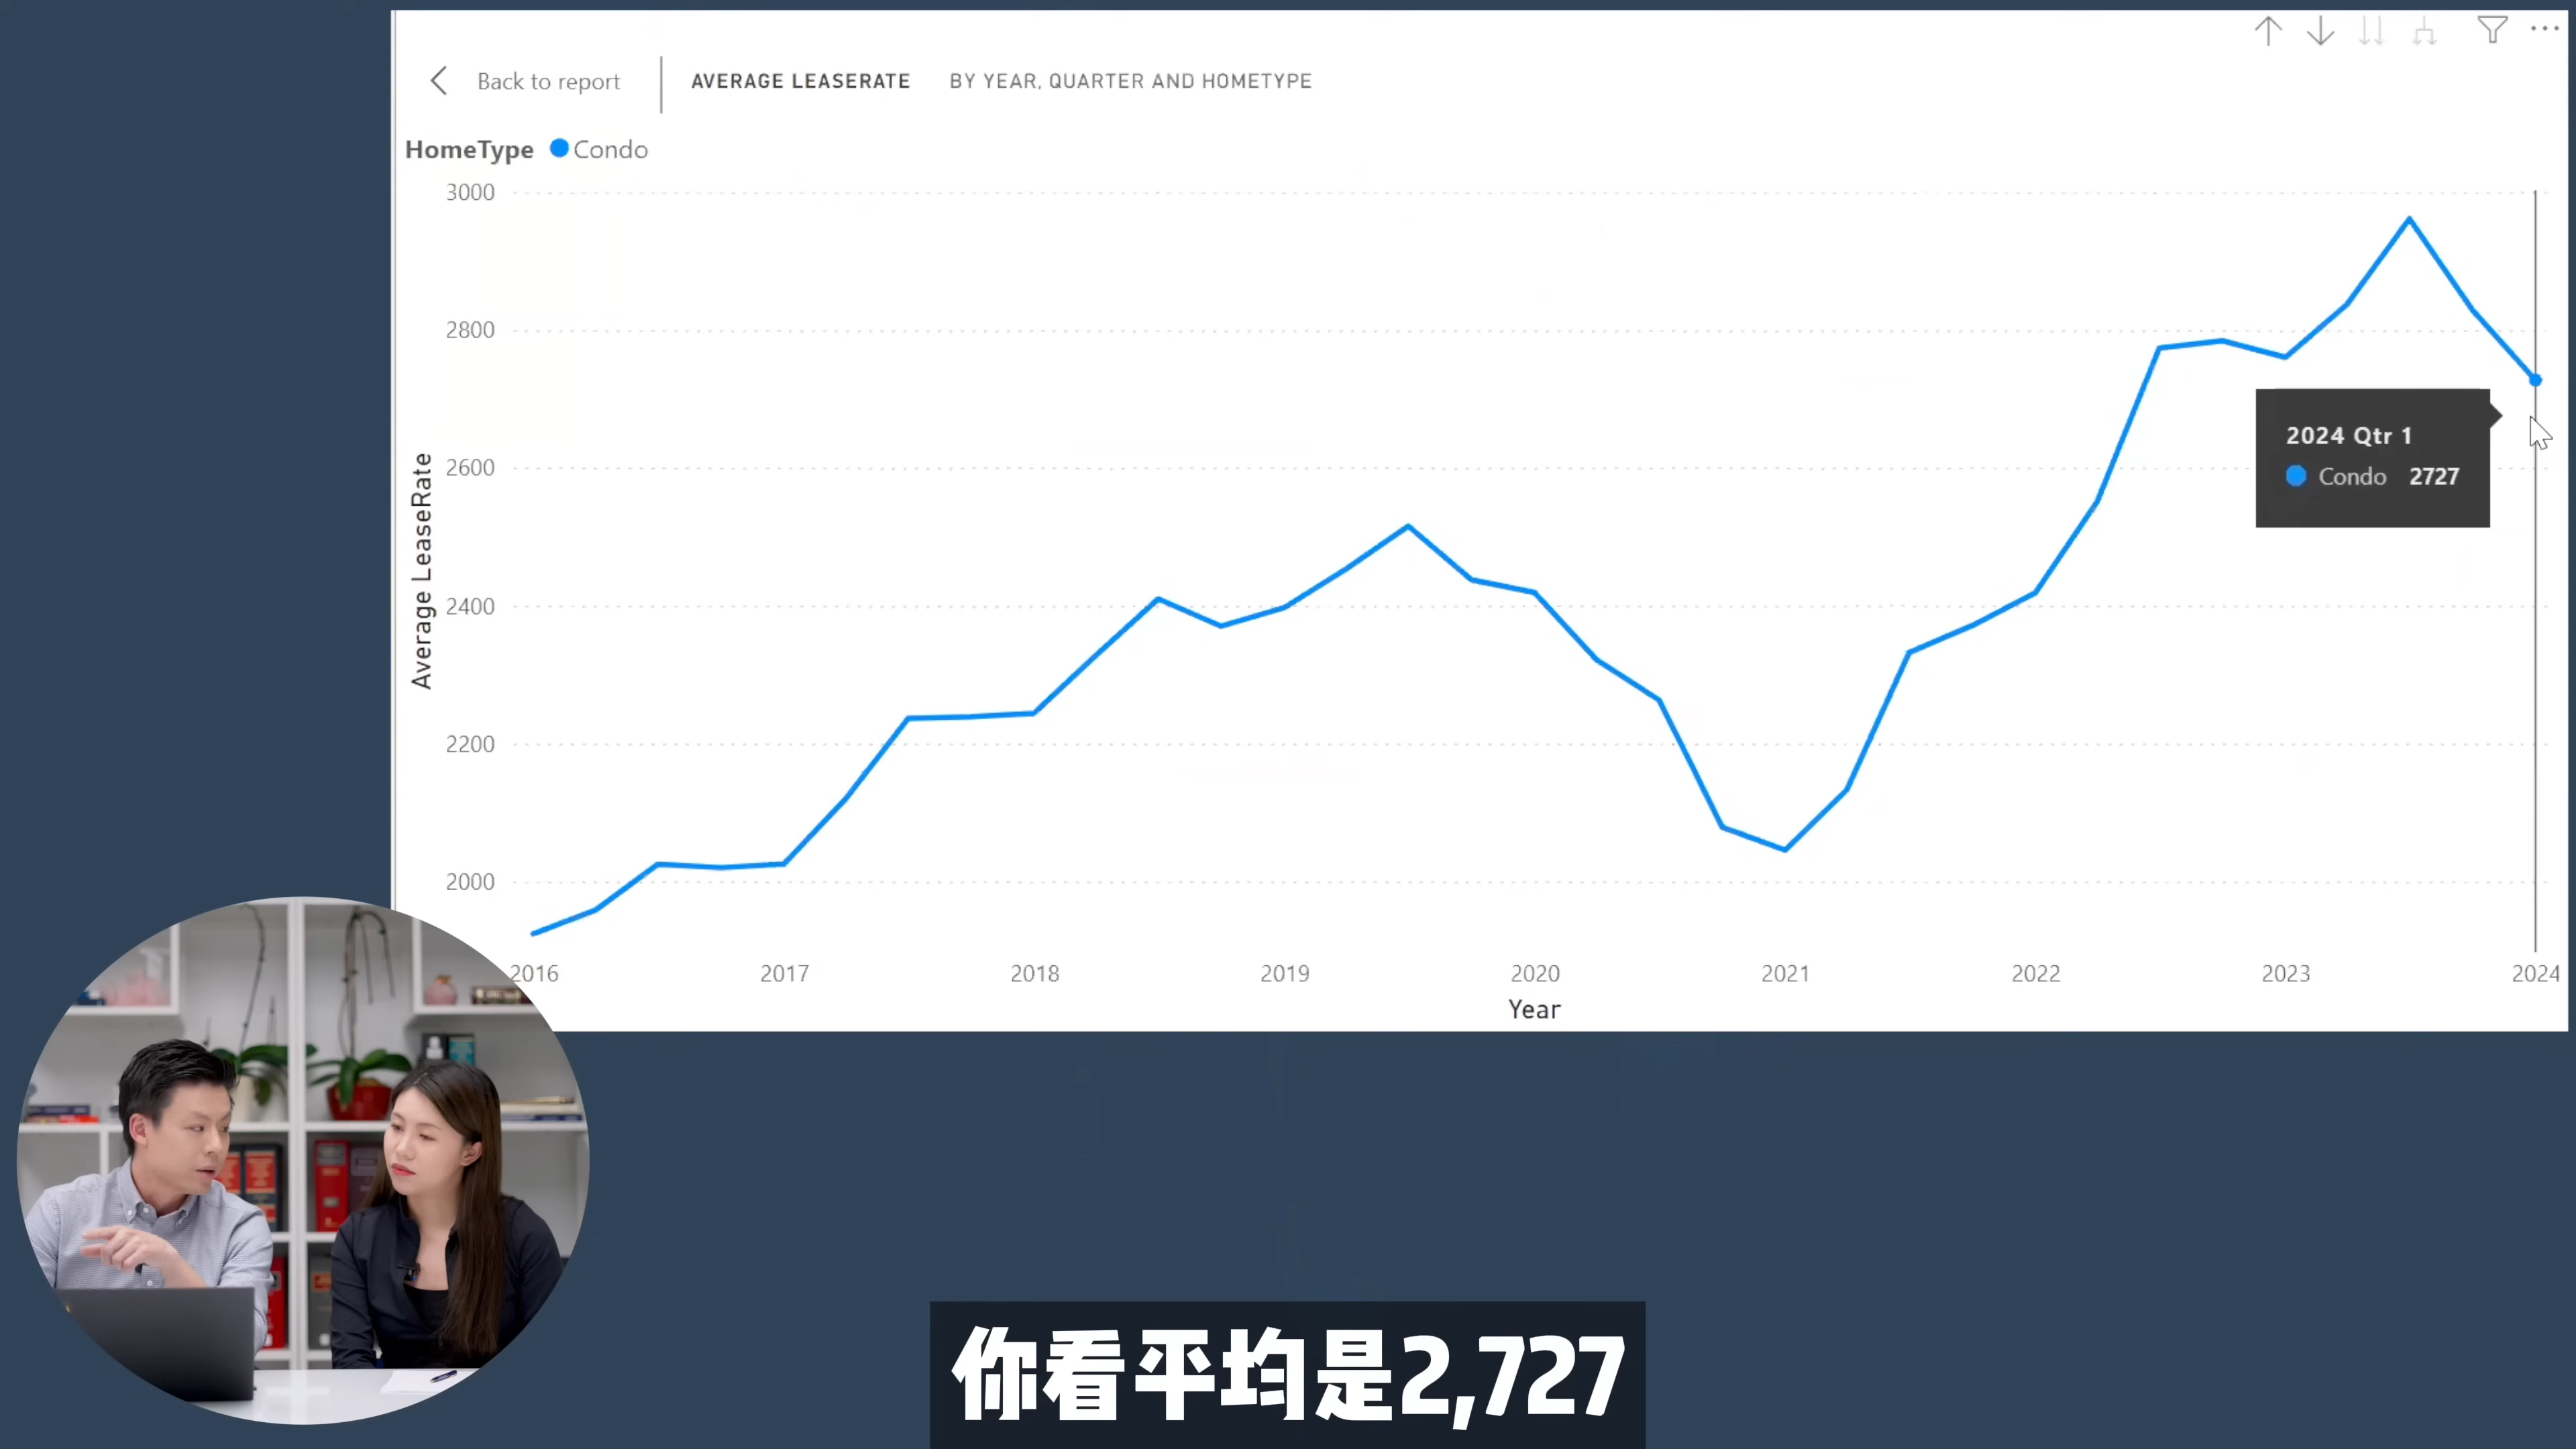 Back to report
AVERAGE LEASERATE BY YEAR, QUARTER AND HOMETYPE
HomeType Condo
3000
2800
2600
2400
2200
2000
Average LeaseRate
2024 Qtr 1
Condo 2727
2016 2017 2018 2019 2020 2021 2022 2023 2024
Year
你看平均是2,727